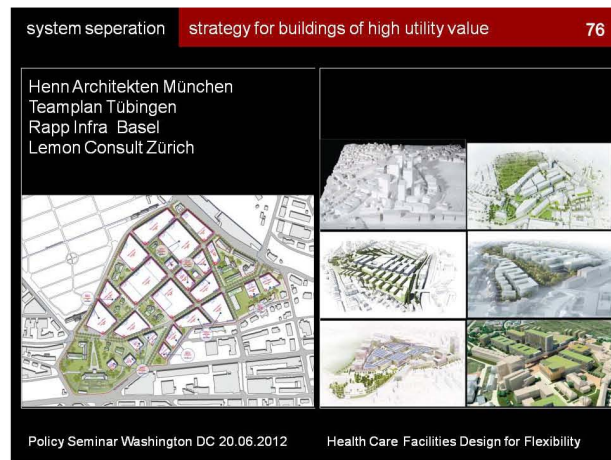 system seperation
strategy for buildings of high utility value
76
Henn Architekten München
Teamplan Tübingen
Rapp Infra Basel
Lemon Consult Zürich
Policy Seminar Washington DC 20.06.2012
Health Care Facilities Design for Flexibility